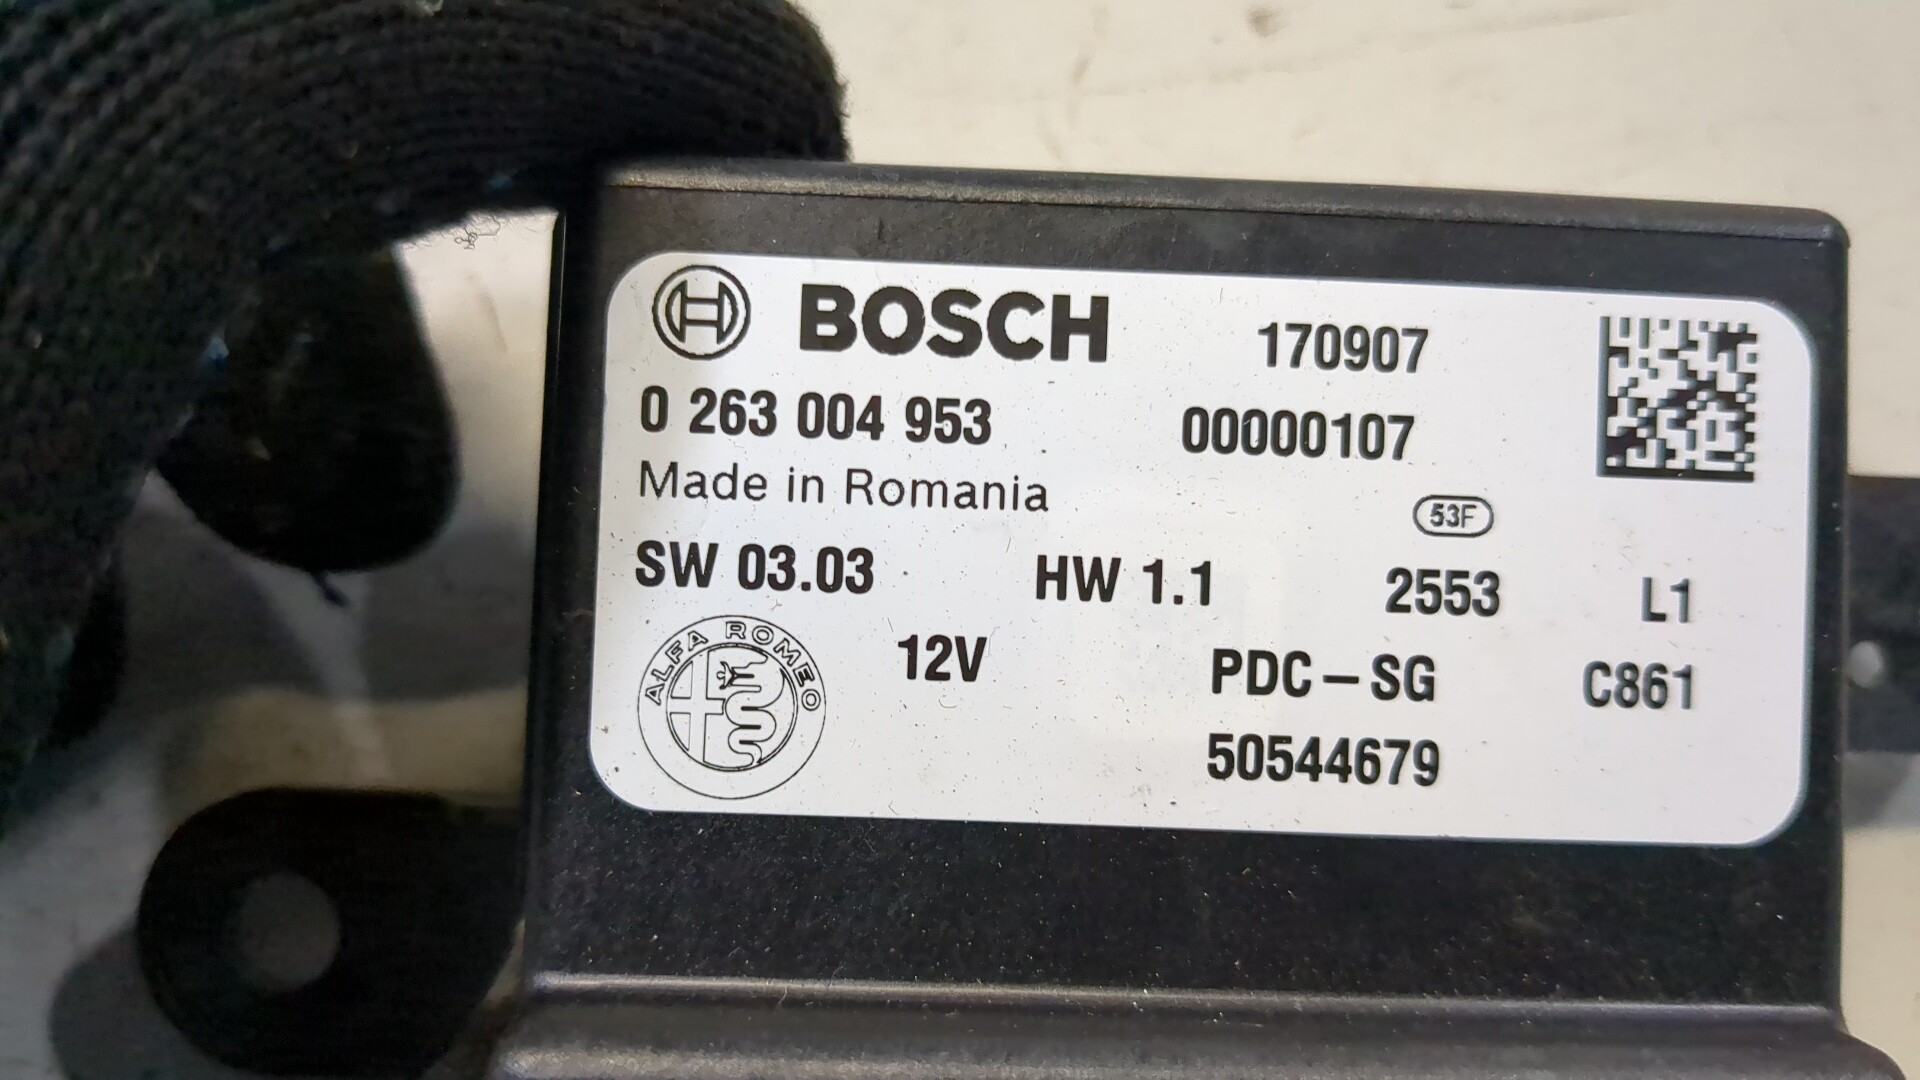 BOSCH 170907
0 263 004 953 00000107
Made in Romania
53F
SW 03.03 HW 1.1 2553 L1
ALFA ROMEO
12V PDC-SG C861
50544679